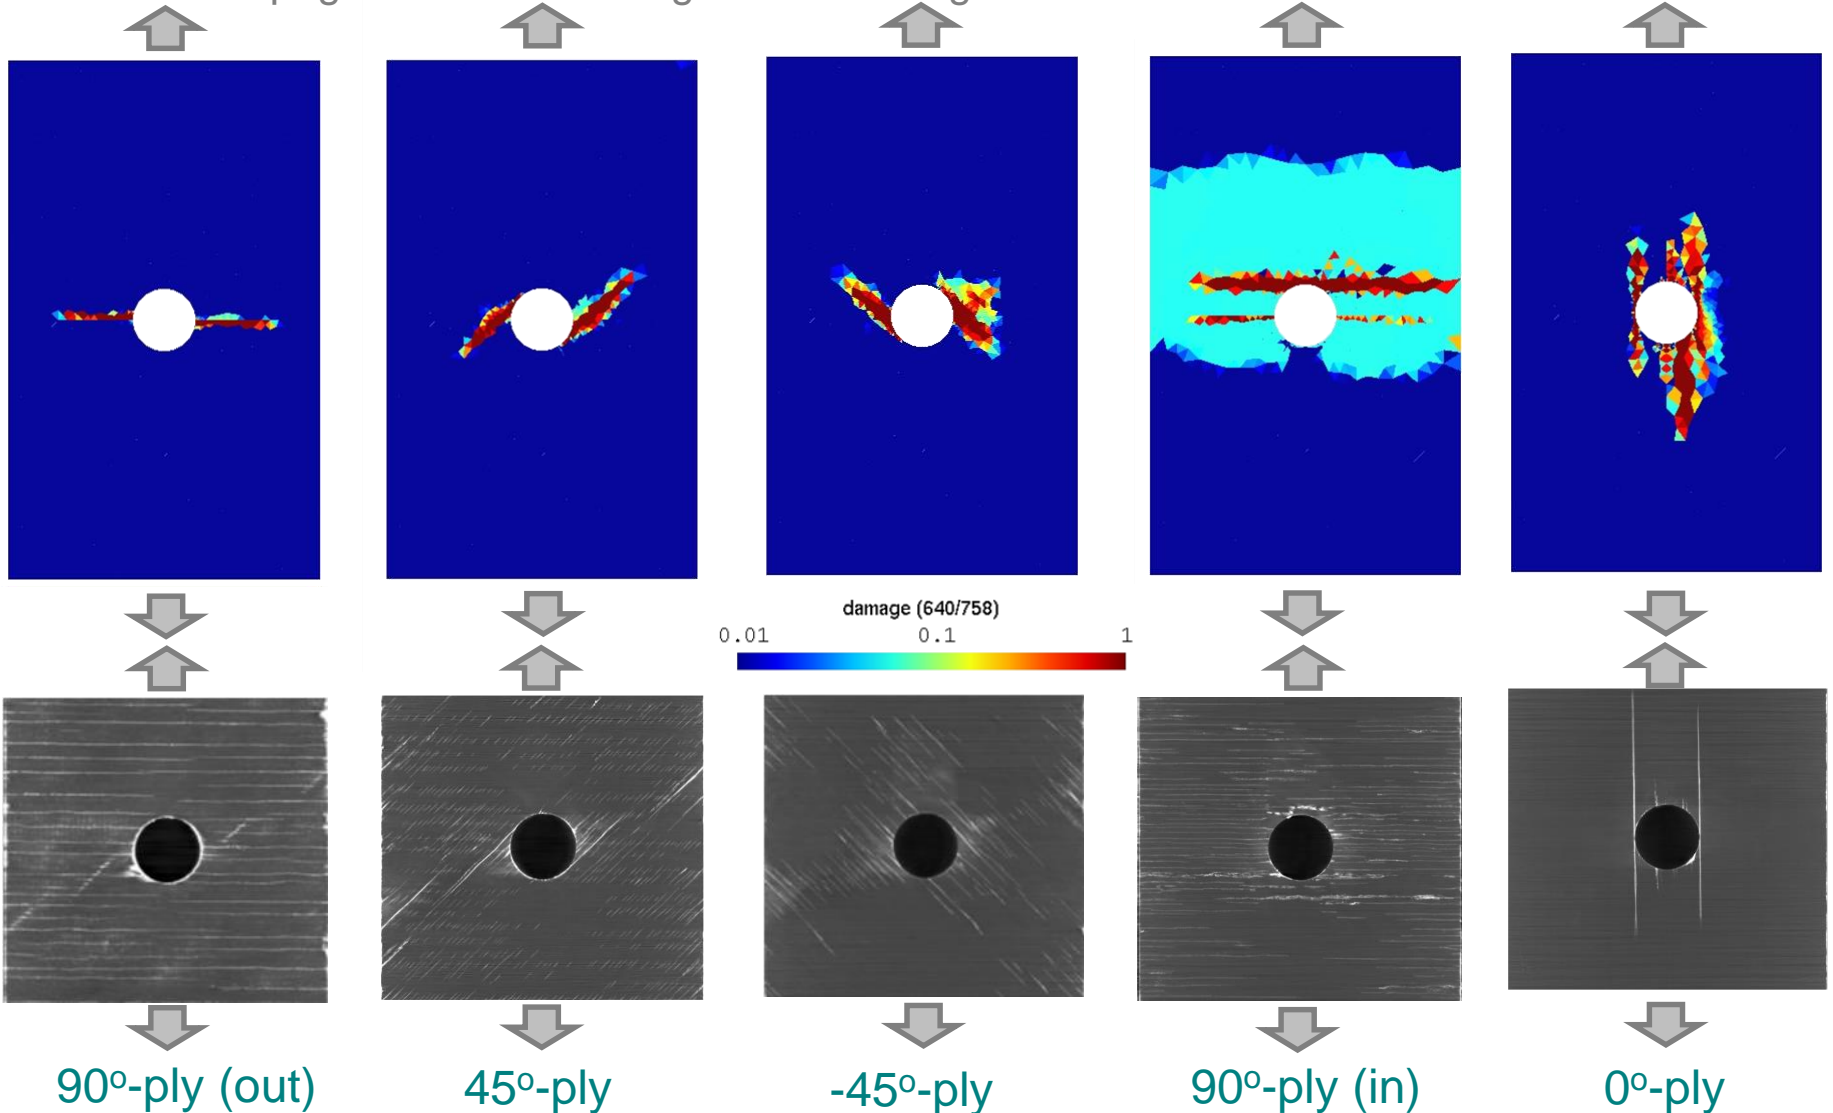 damage (640/758)
0.01 0.1 1
90º-ply (out) 45º-ply -45º-ply 90º-ply (in) 0º-ply